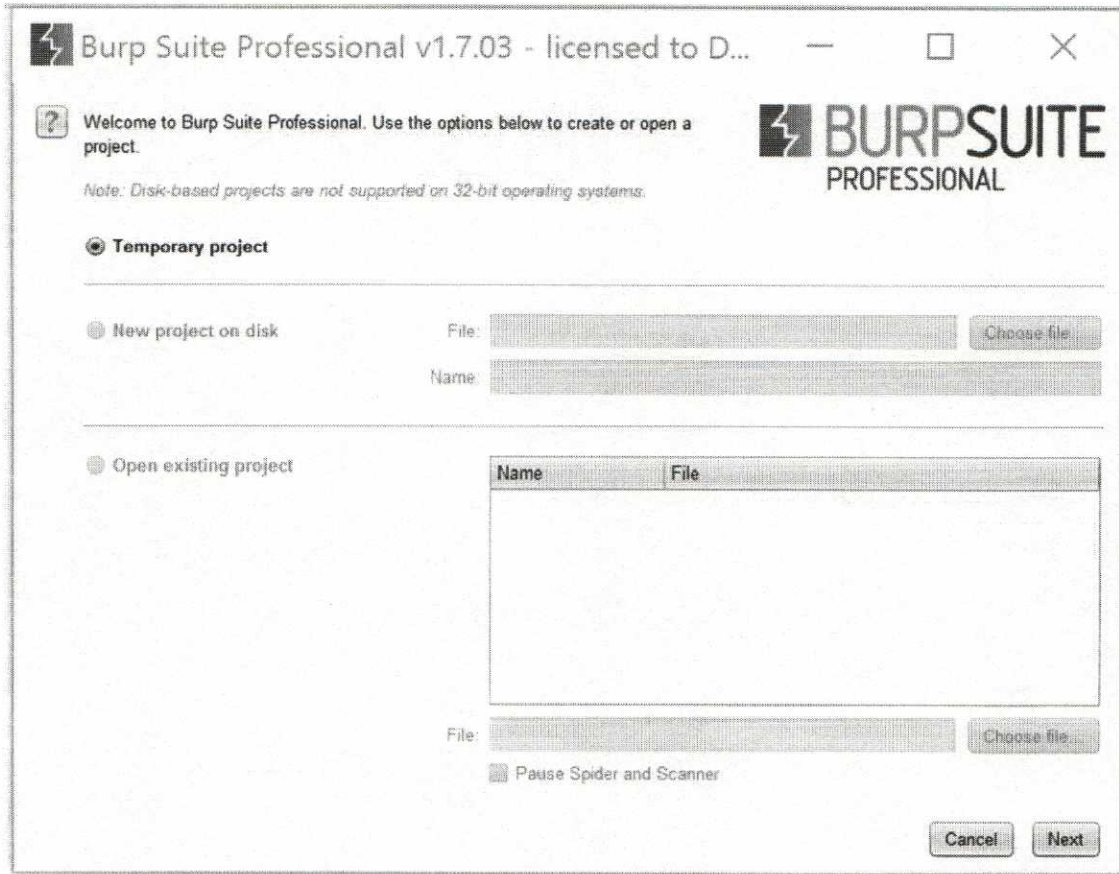 Burp Suite Professional v1.7.03 - licensed to D...
? Welcome to Burp Suite Professional. Use the options below to create or open a
project.
BURPSUITE
PROFESSIONAL
Note: Disk-based projects are not supported on 32-bit operating systems.
Temporary project
New project on disk
File:
Choose file...
Name:
Open existing project
Name File
File:
Choose file...
Pause Spider and Scanner
Cancel Next